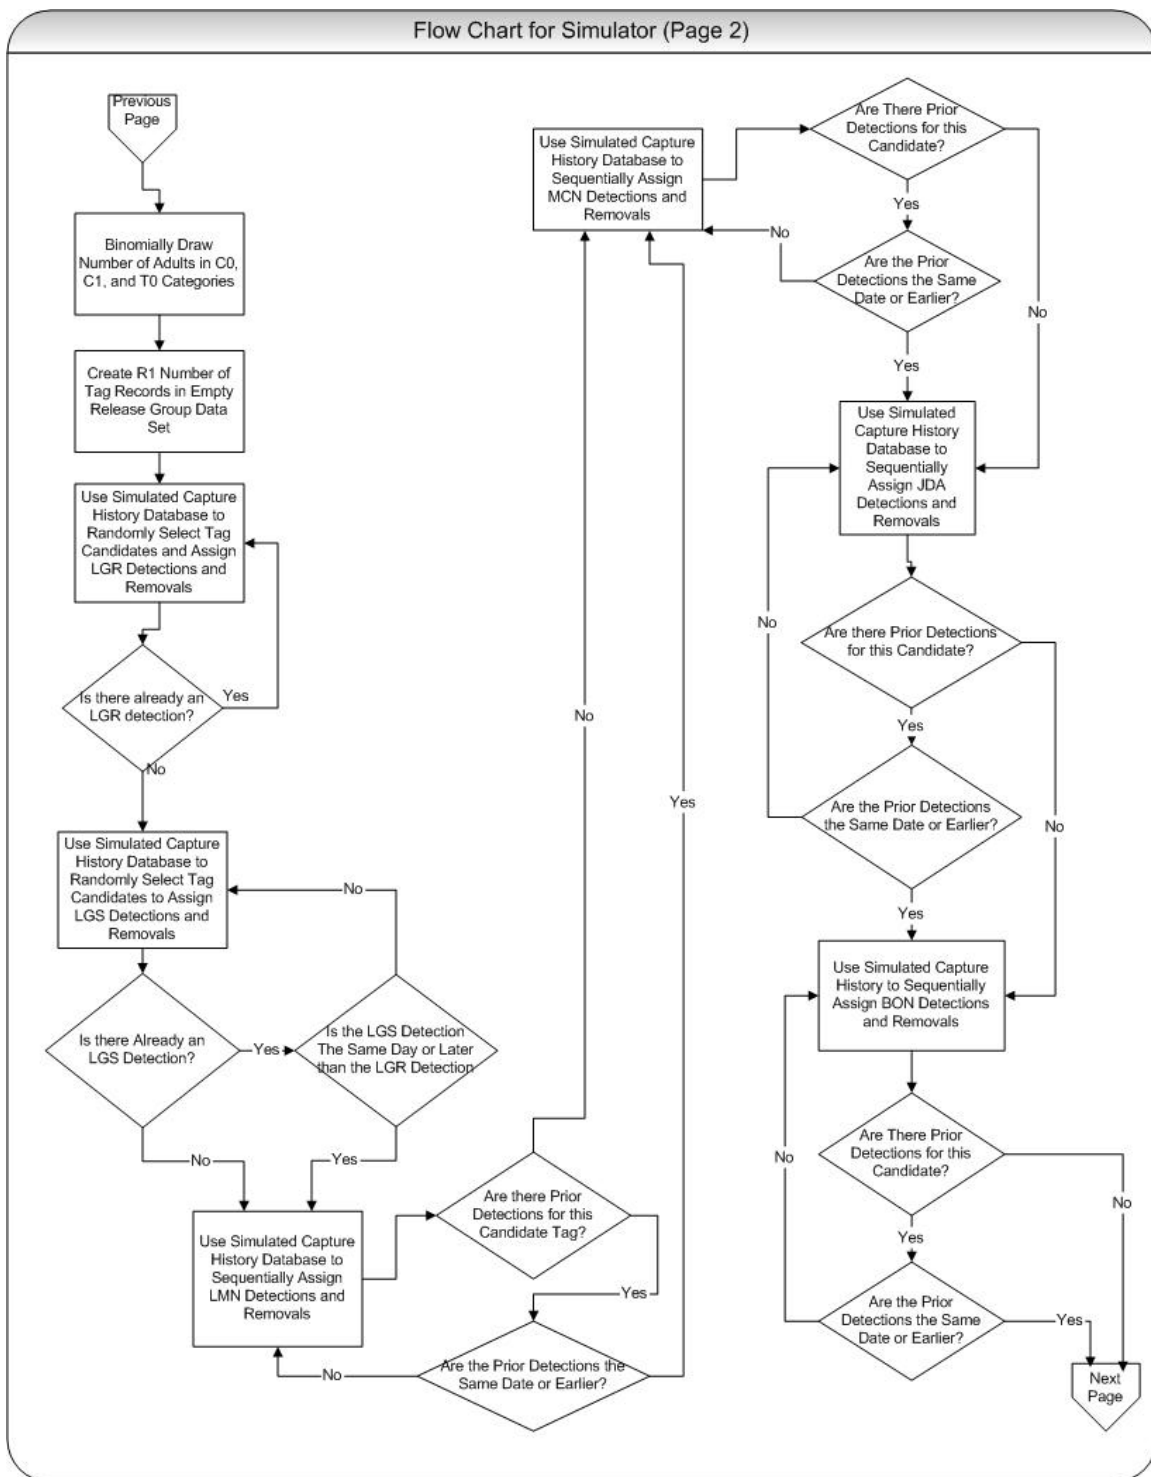 Flow Chart for Simulator (Page 2)
Previous
Page
Binomially Draw
Number of Adults in C0,
C1, and T0 Categories
Create R1 Number of
Tag Records in Empty
Release Group Data
Set
Use Simulated Capture
History Database to
Randomly Select Tag
Candidates and Assign
LGR Detections and
Removals
Is there already an
LGR detection?
Yes
No
Use Simulated Capture
History Database to
Randomly Select Tag
Candidates to Assign
LGS Detections and
Removals
No
Is there Already an
LGS Detection?
Yes
Is the LGS Detection
The Same Day or Later
than the LGR Detection
No
Yes
Use Simulated Capture
History Database to
Sequentially Assign
LMN Detections and
Removals
Are there Prior
Detections for this
Candidate Tag?
No
Yes
Are the Prior Detections the
Same Date or Earlier?
No
Yes
Use Simulated Capture
History Database to
Sequentially Assign
MCN Detections and
Removals
Are There Prior
Detections for this
Candidate?
Yes
No
Are the Prior
Detections the Same
Date or Earlier?
No
Yes
Use Simulated
Capture History
Database to
Sequentially
Assign JDA
Detections and
Removals
Are there Prior Detections
for this Candidate?
No
Yes
Are the Prior Detections
the Same Date or Earlier?
No
Yes
Use Simulated Capture
History to Sequentially
Assign BON Detections
and Removals
Are There Prior
Detections for this
Candidate?
No
No
Yes
Are the Prior
Detections the Same
Date or Earlier?
Yes
Next
Page